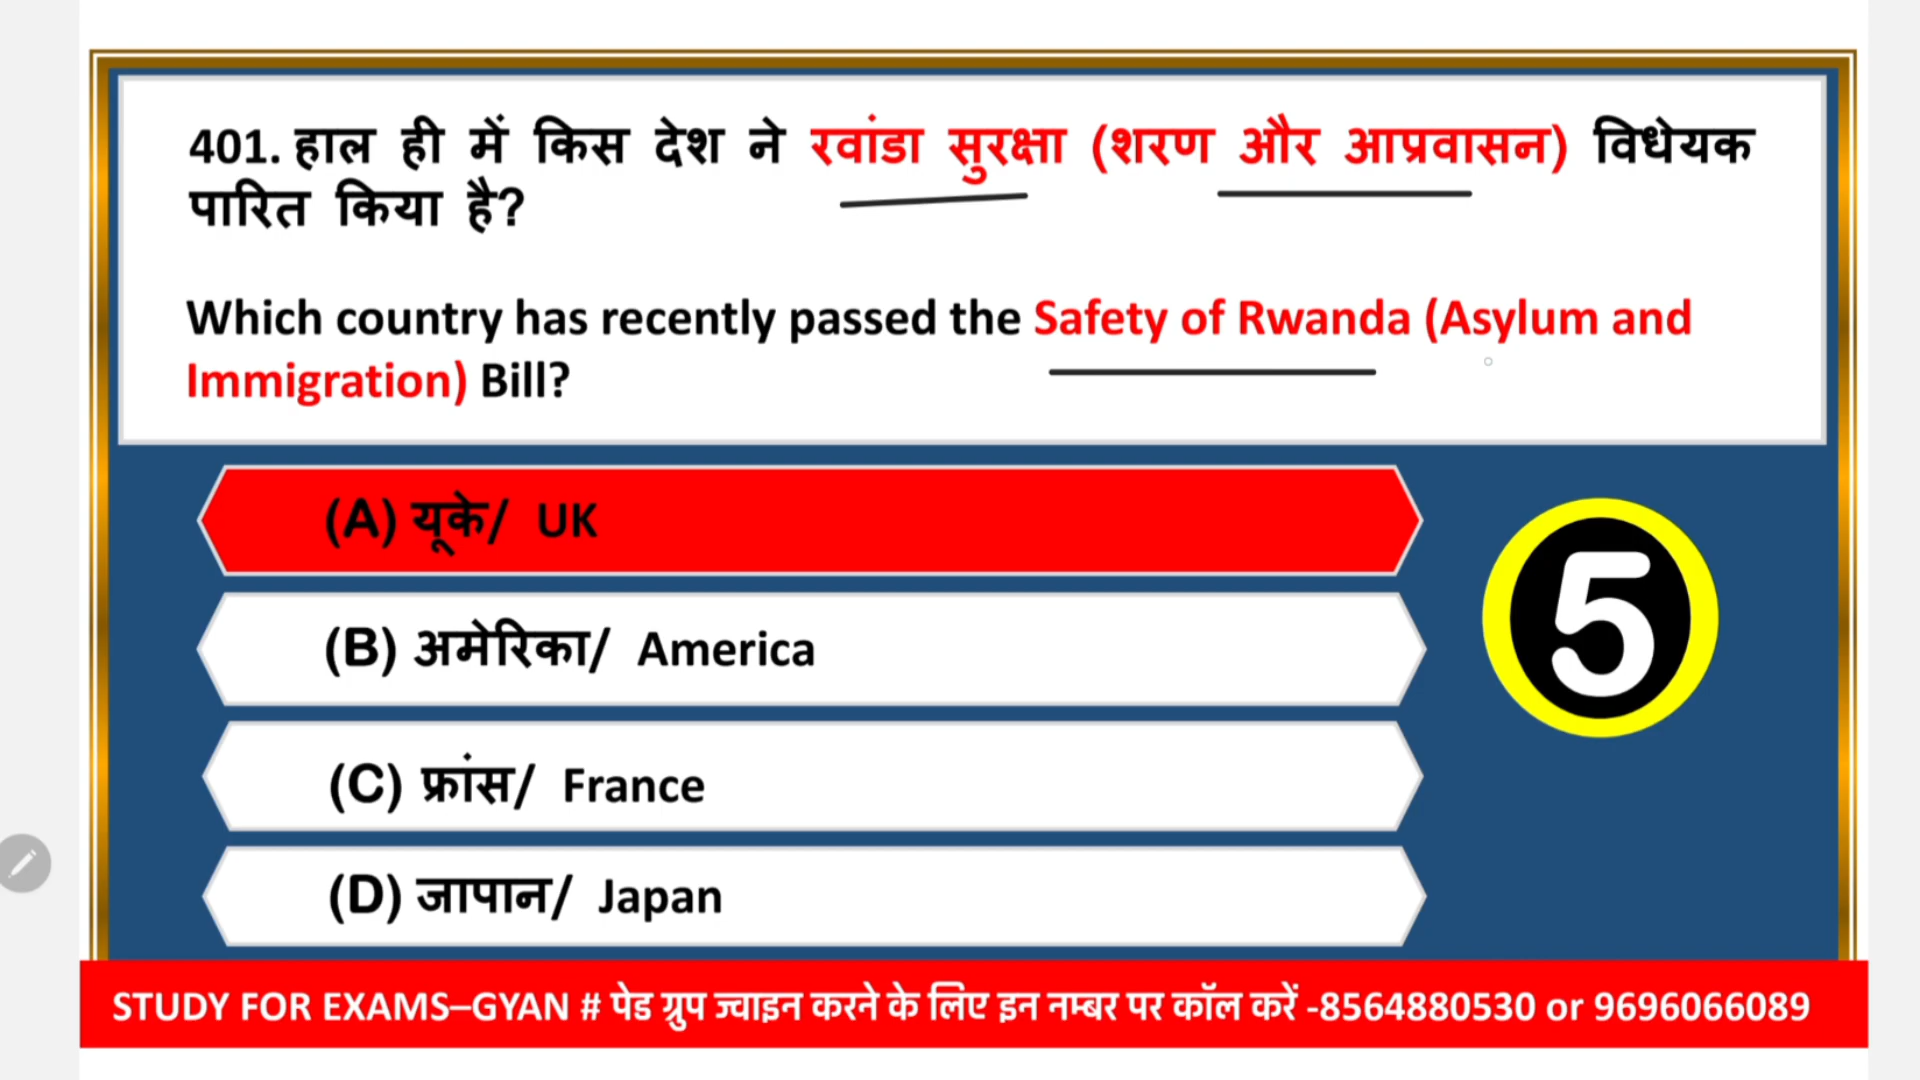 401. हाल ही में किस देश ने रवांडा सुरक्षा (शरण और आप्रवासन) विधेयक
पारित किया है?
Which country has recently passed the Safety of Rwanda (Asylum and
Immigration) Bill?
(A) यूके/ UK
(B) अमेरिका/ America
(C) फ्रांस/ France
(D) जापान/ Japan
5
STUDY FOR EXAMS–GYAN # पेड ग्रुप ज्वाइन करने के लिए इन नम्बर पर कॉल करें -8564880530 or 9696066089